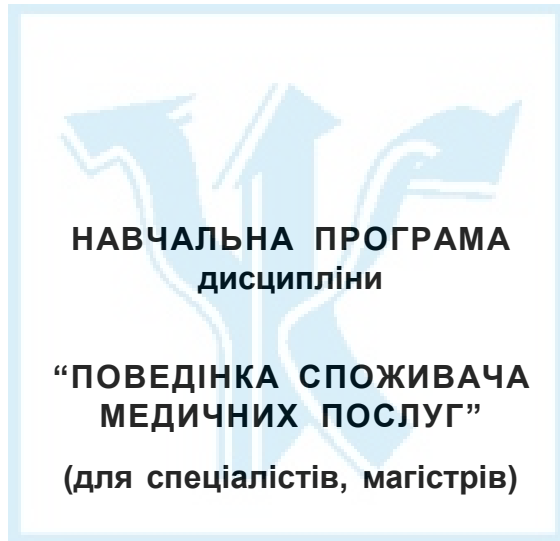 НАВЧАЛЬНА ПРОГРАМА
дисципліни
“ПОВЕДІНКА СПОЖИВАЧА
МЕДИЧНИХ ПОСЛУГ”
(для спеціалістів, магістрів)